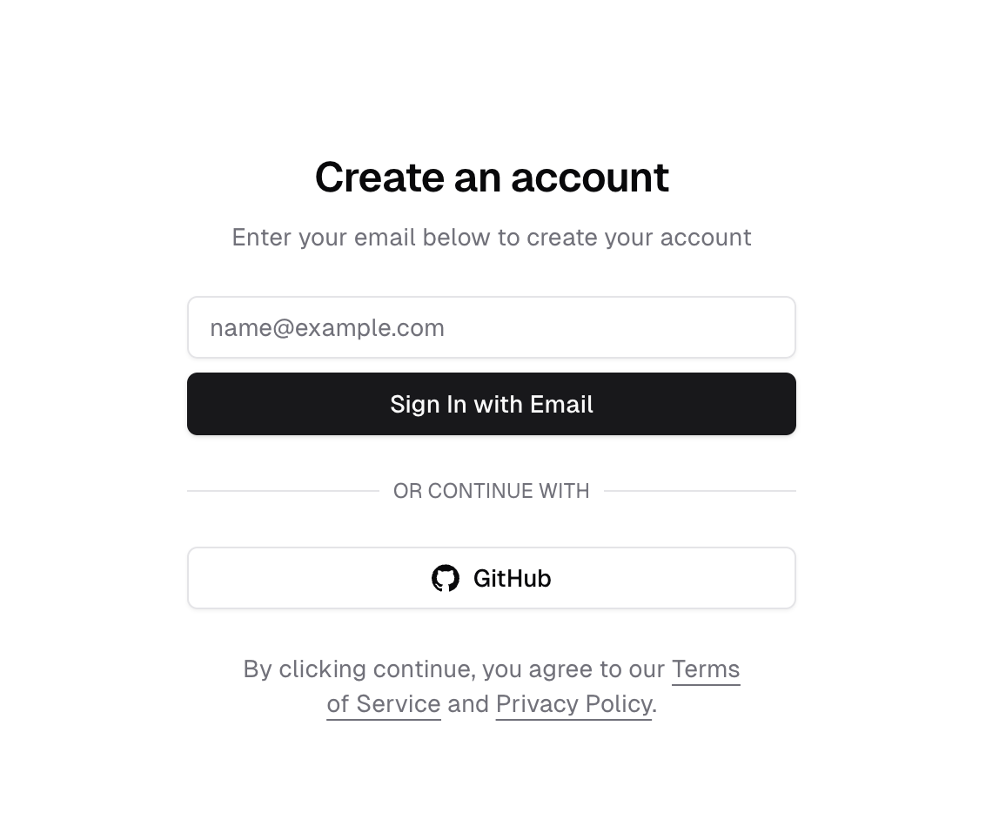 Create an account
Enter your email below to create your account
name@example.com
Sign In with Email
OR CONTINUE WITH
GitHub
By clicking continue, you agree to our Terms
of Service and Privacy Policy.